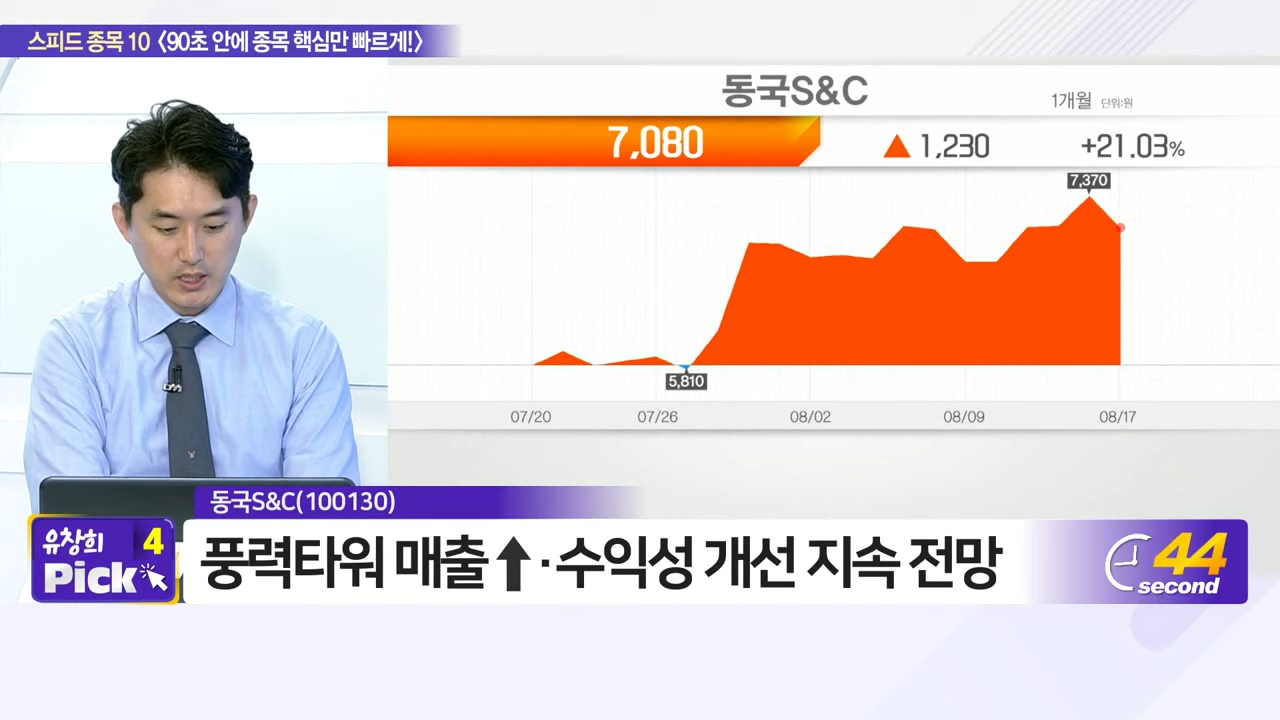 스피드 종목 10 <90초 안에 종목 핵심만 빠르게!>
동국S&C
1개월 단위:원
7,080 ▲ 1,230 +21.03%
7,370
5,810
07/20 07/26 08/02 08/09 08/17
동국S&C(100130)
유창희 4
Pick
풍력타워 매출↑·수익성 개선 지속 전망
44
second